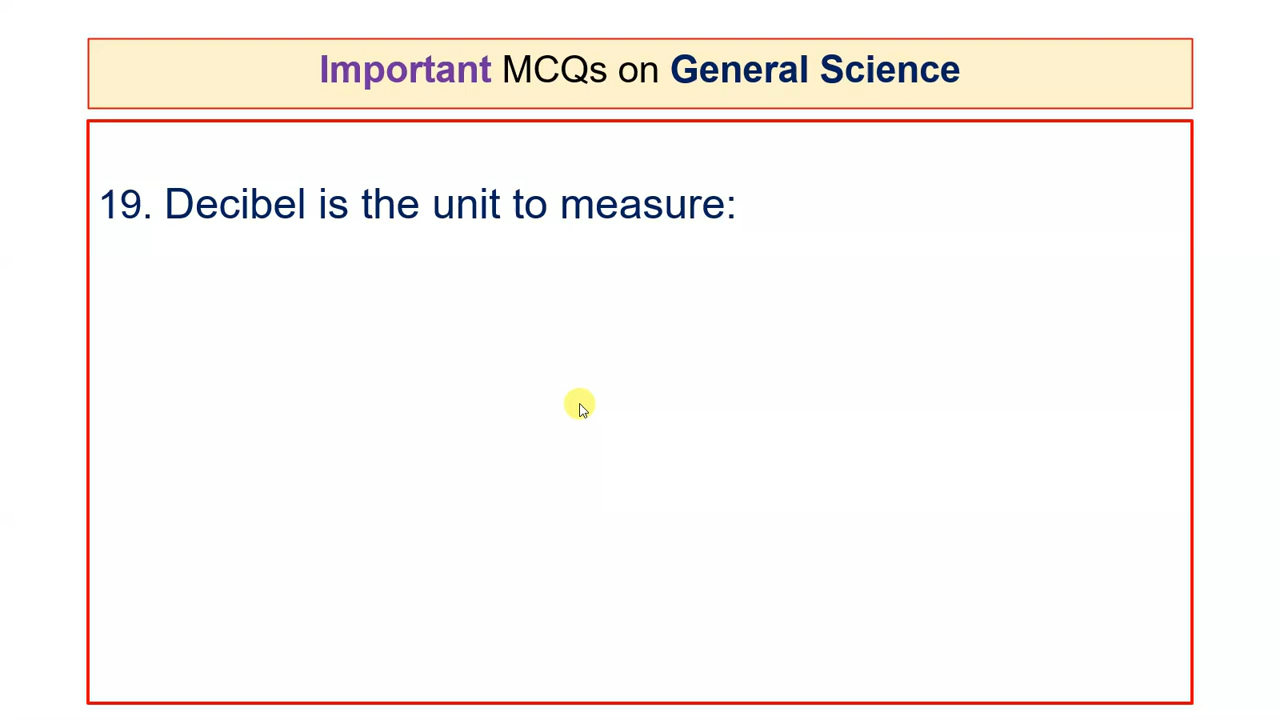 Important MCQs on General Science
19. Decibel is the unit to measure: